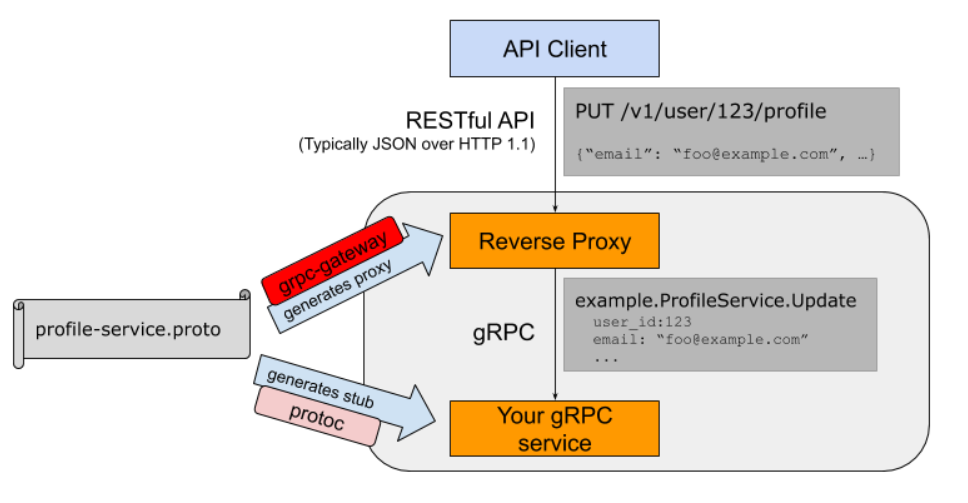 API Client
RESTful API
(Typically JSON over HTTP 1.1)
PUT /v1/user/123/profile
{“email”: “foo@example.com”, …}
grpc-gateway
generates proxy
Reverse Proxy
profile-service.proto
gRPC
example.ProfileService.Update
user_id:123
email: “foo@example.com”
...
generates stub
protoc
Your gRPC
service